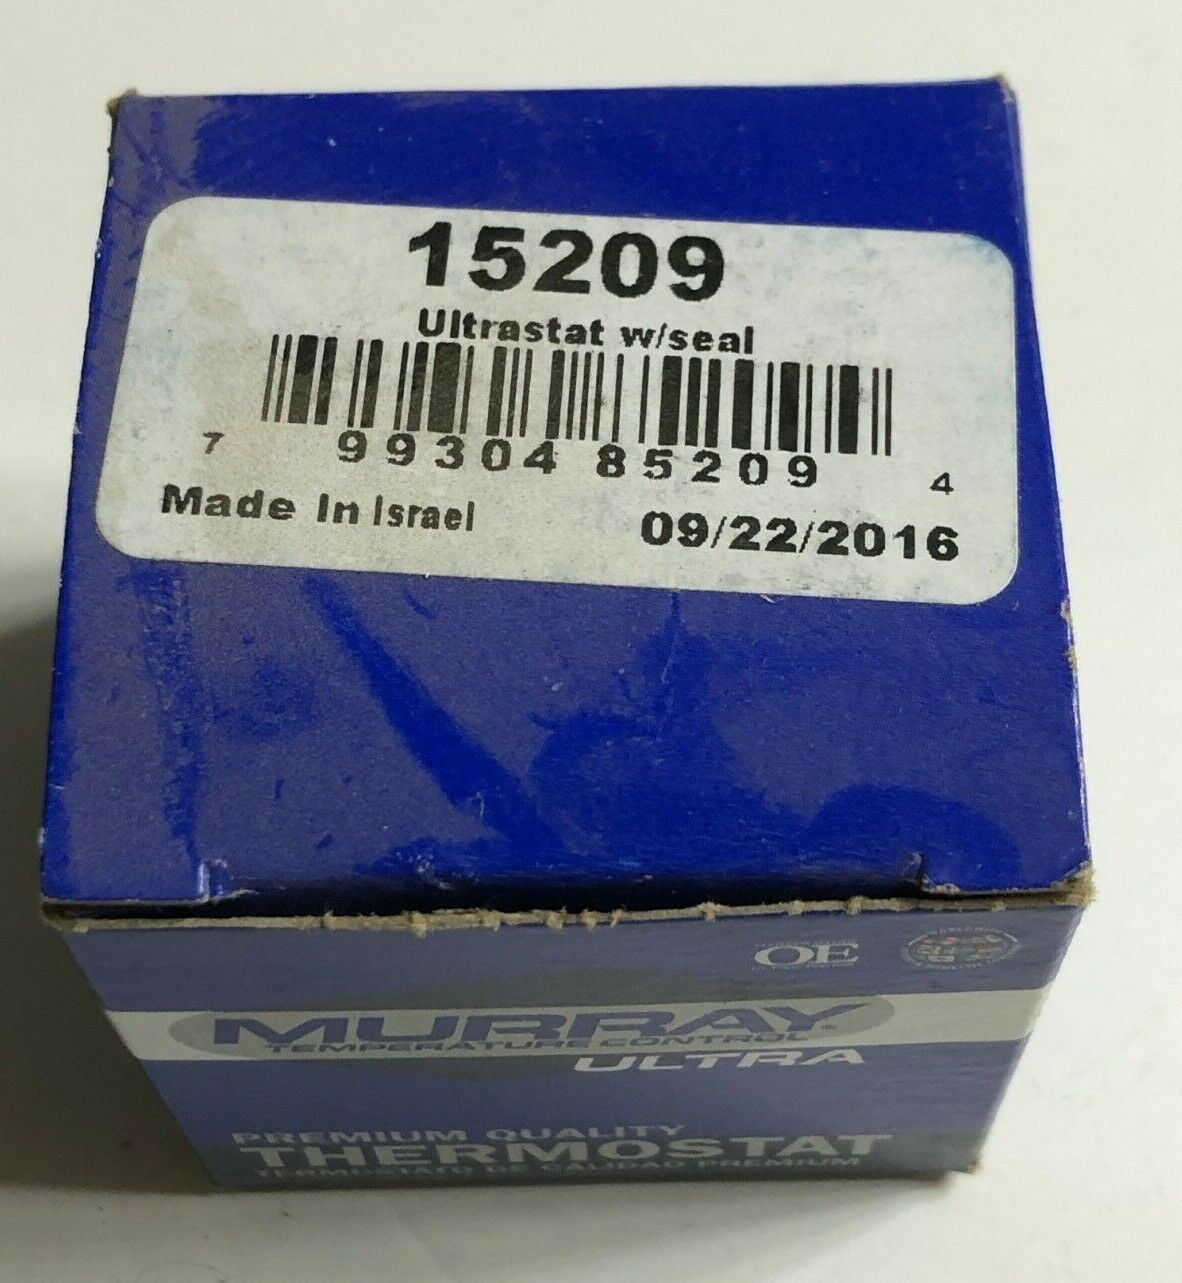 15209
Ultrastat w/seal
7 99304 85209 4
Made In Israel 09/22/2016
OE
MURRAY®
TEMPERATURE CONTROL
ULTRA
PREMIUM QUALITY
THERMOSTAT
TERMOSTATO DE CALIDAD PREMIUM